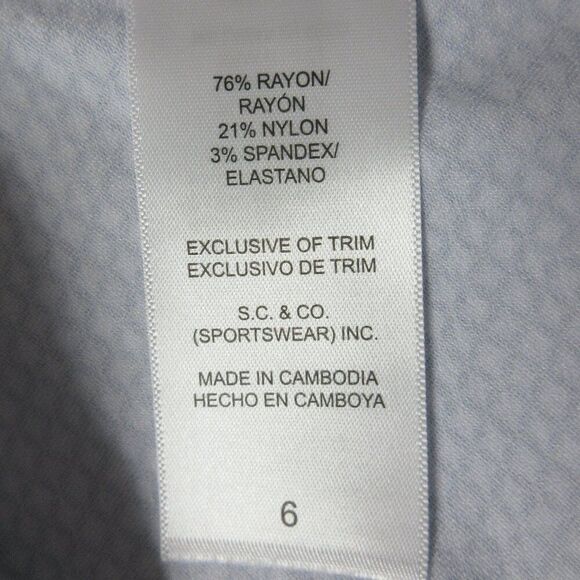 76% RAYON/
RAYÓN
21% NYLON
3% SPANDEX/
ELASTANO
EXCLUSIVE OF TRIM
EXCLUSIVO DE TRIM
S.C. & CO.
(SPORTSWEAR) INC.
MADE IN CAMBODIA
HECHO EN CAMBOYA
6